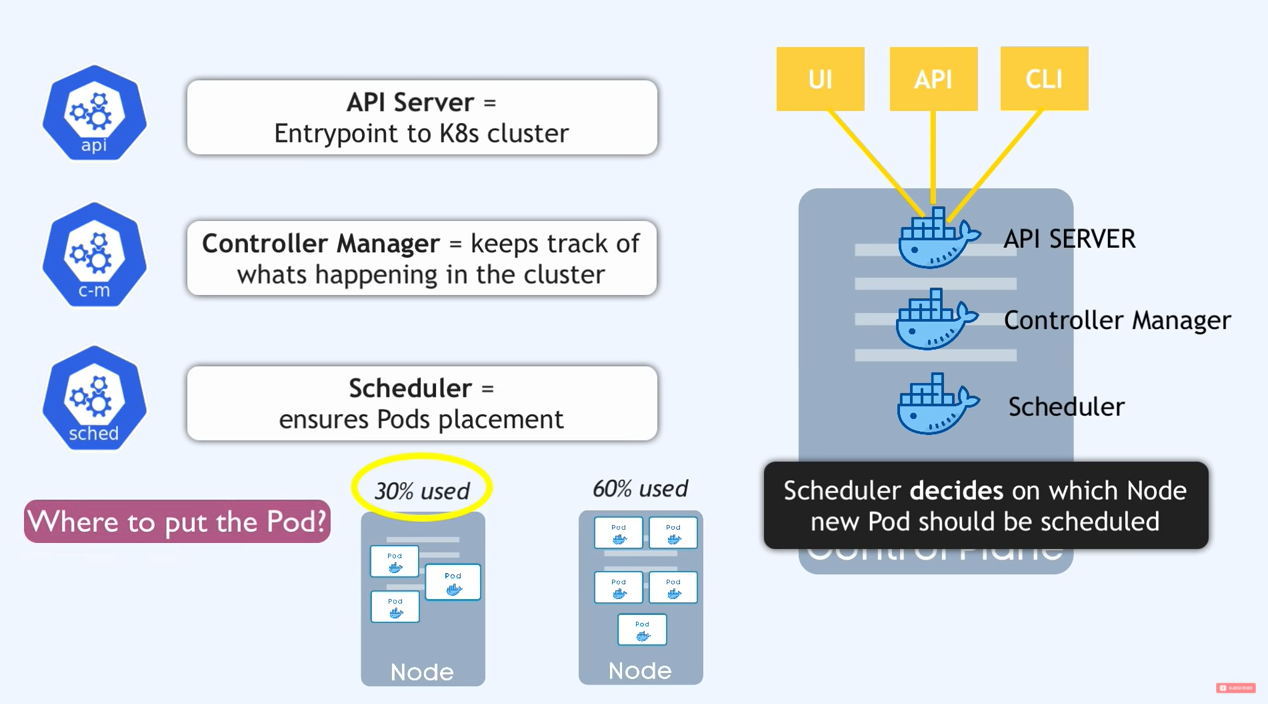 api
API Server =
Entrypoint to K8s cluster
c-m
Controller Manager = keeps track of
whats happening in the cluster
sched
Scheduler =
ensures Pods placement
Where to put the Pod?
30% used
Pod
Pod
Pod
Node
60% used
Pod
Pod
Pod
Pod
Pod
Node
UI
API
CLI
API SERVER
Controller Manager
Scheduler
Scheduler decides on which Node
new Pod should be scheduled
Control Plane
SUBSCRIBE